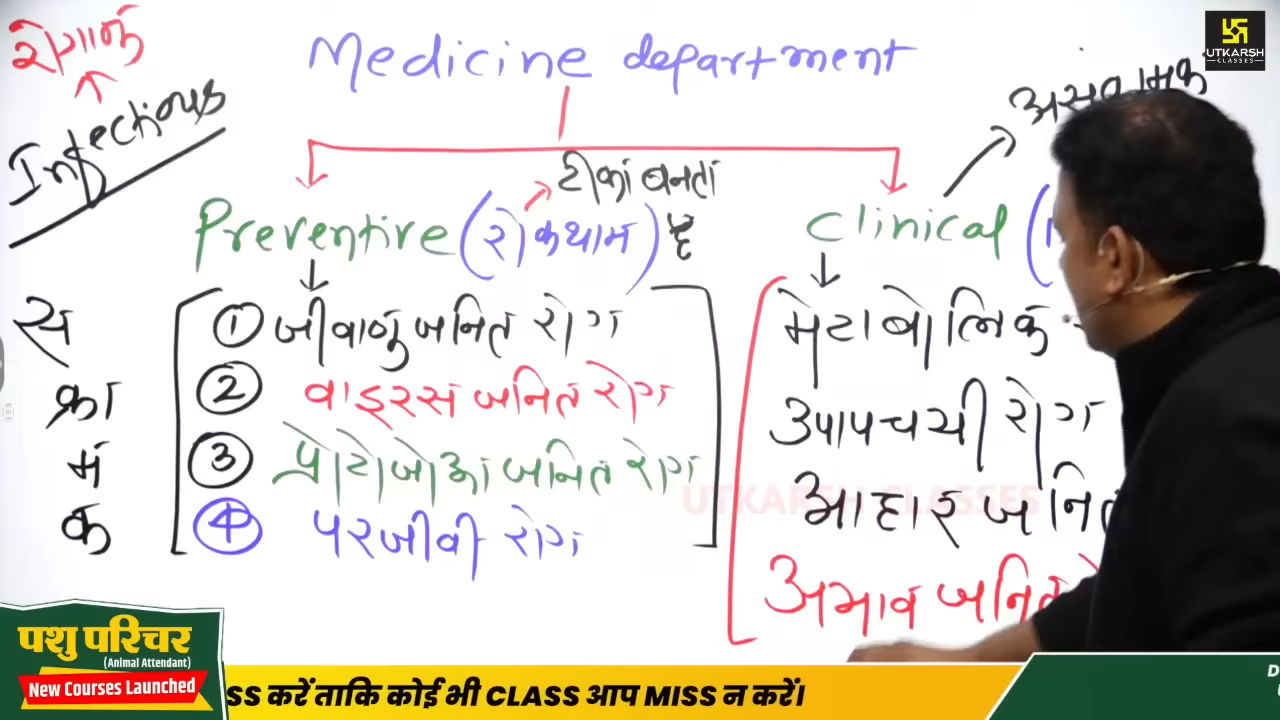 रोगाणु
Infectious
Medicine department
UTKARSH
CLASSES
टीका बनता
है
Preventive (रोकथाम)
Clinical
संक्रामक
① जीवाणु जनित रोग
② वाइरस जनित रोग
③ प्रोटोजोआ जनित रोग
④ परजीवी रोग
मेटाबोलिक
उपापचयी रोग
आहार जनित
अभाव जनित
UTKARSH CLASSES
पशु परिचर
(Animal Attendant)
New Courses Launched
SS करें ताकि कोई भी CLASS आप MISS न करें।